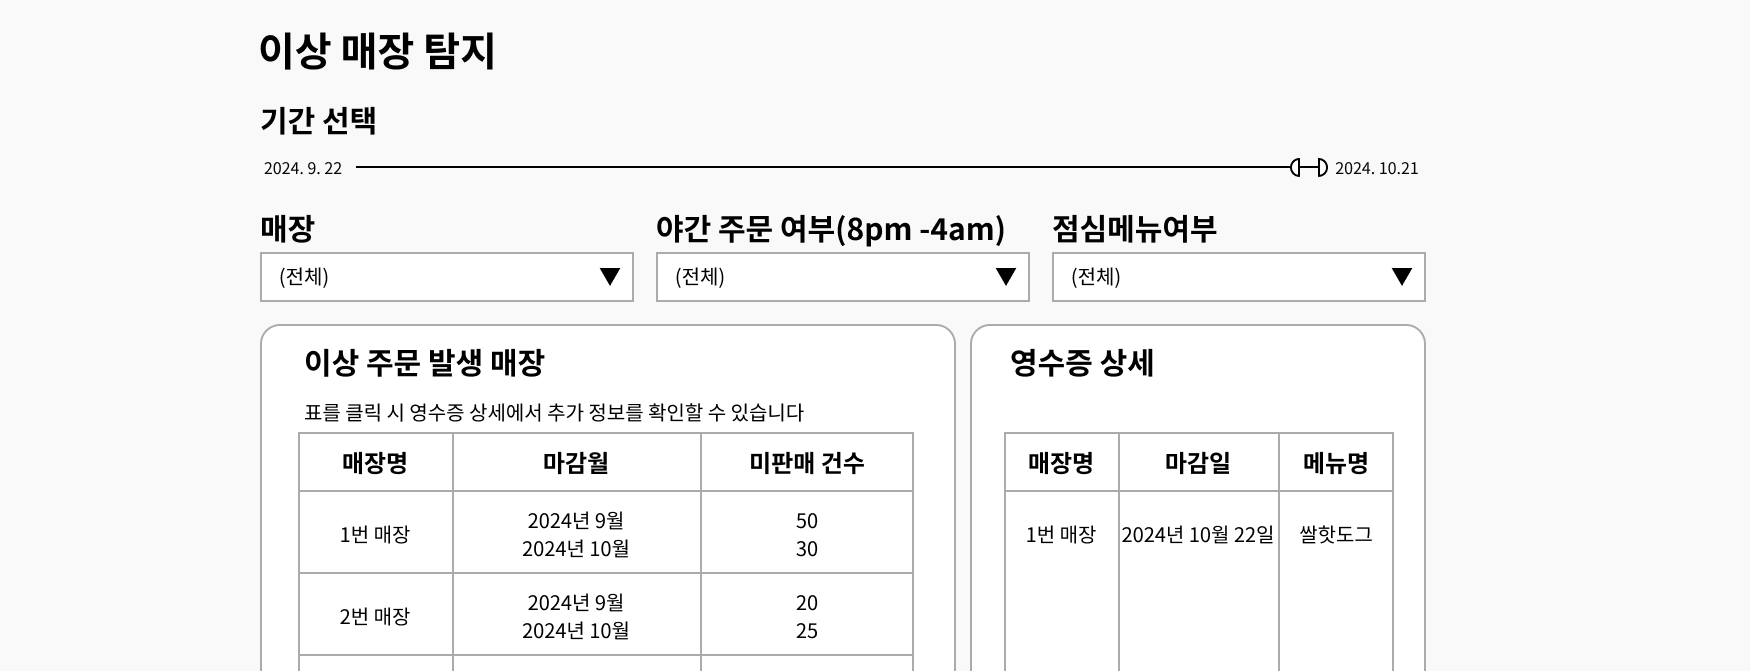 이상 매장 탐지
기간 선택
2024. 9. 22
2024. 10.21
매장
야간 주문 여부(8pm -4am)
점심메뉴여부
(전체)
(전체)
(전체)
이상 주문 발생 매장
표를 클릭 시 영수증 상세에서 추가 정보를 확인할 수 있습니다
매장명 마감월 미판매 건수
1번 매장
2024년 9월 50
2024년 10월 30
2번 매장
2024년 9월 20
2024년 10월 25
영수증 상세
매장명 마감일 메뉴명
1번 매장 2024년 10월 22일 쌀핫도그